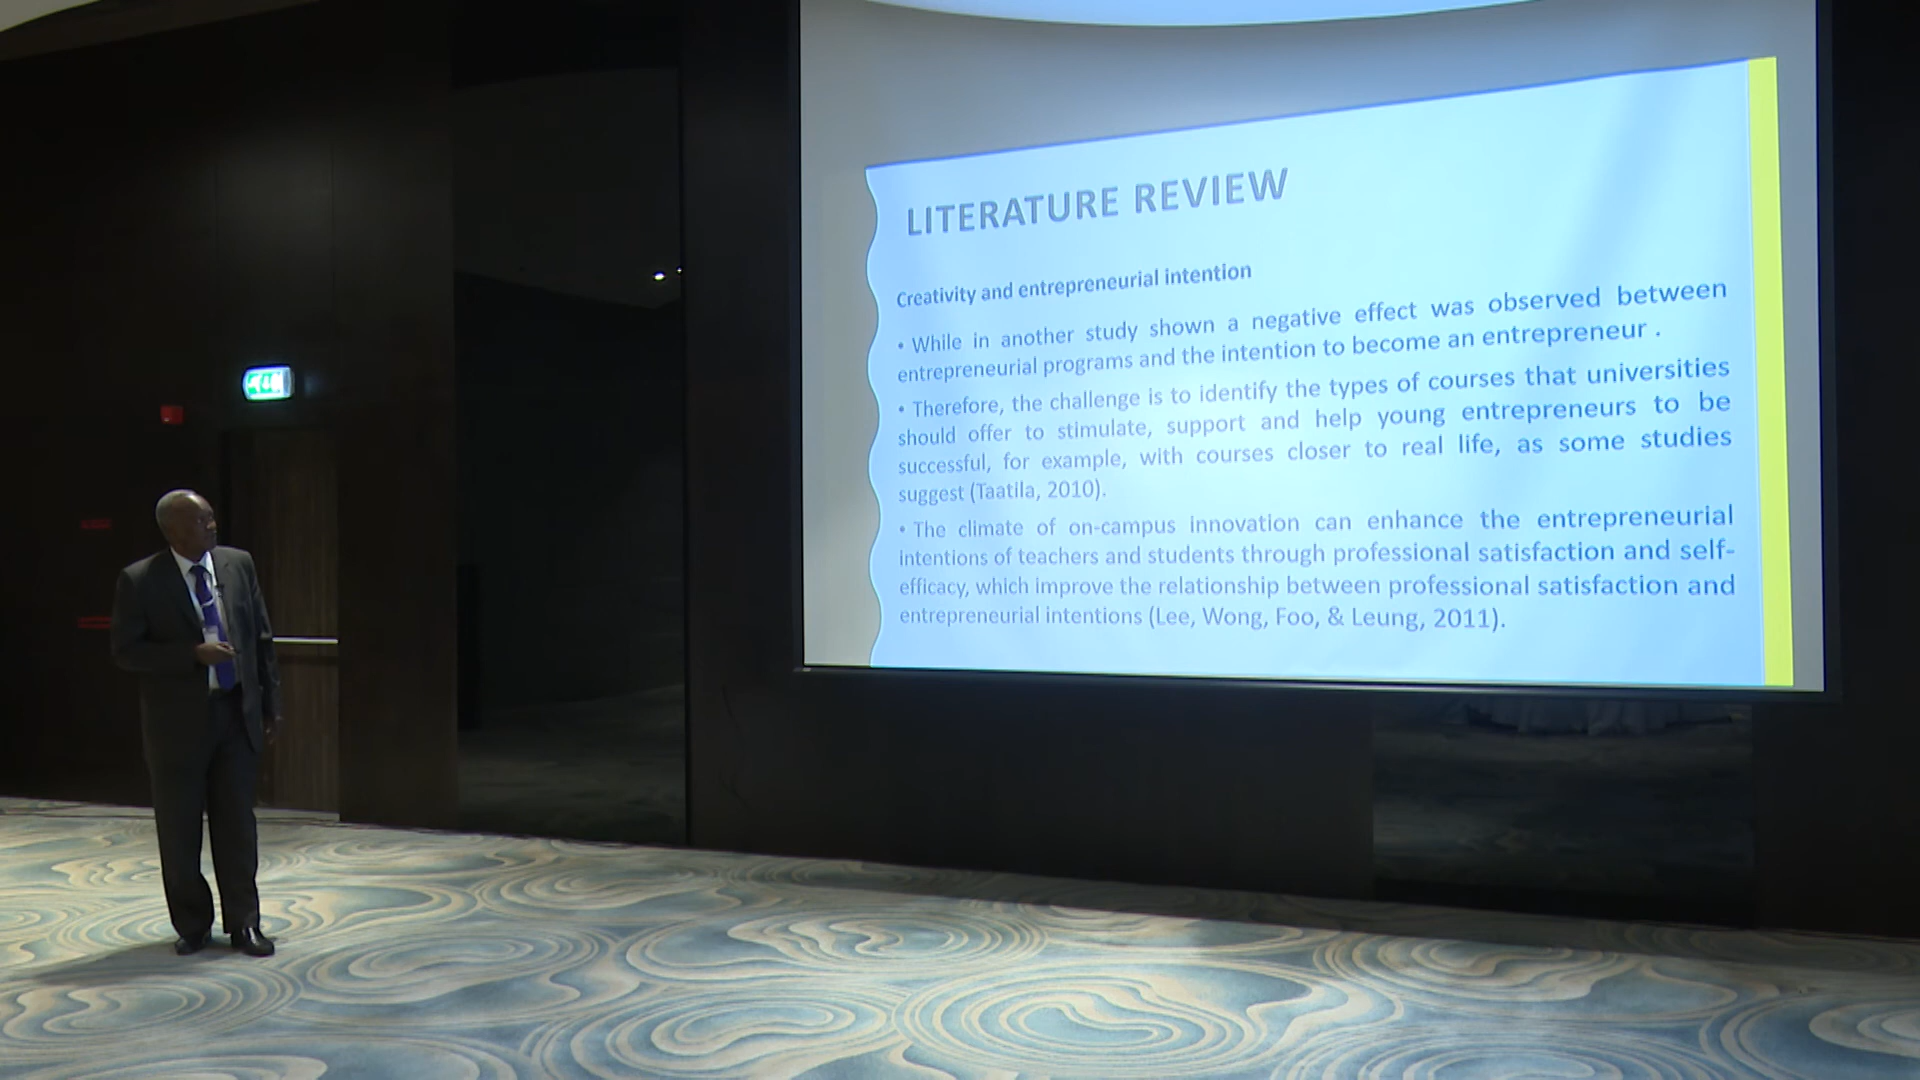 LITERATURE REVIEW
Creativity and entrepreneurial intention
• While in another study shown a negative effect was observed between
entrepreneurial programs and the intention to become an entrepreneur .
• Therefore, the challenge is to identify the types of courses that universities
should offer to stimulate, support and help young entrepreneurs to be
successful, for example, with courses closer to real life, as some studies
suggest (Taatila, 2010).
• The climate of on-campus innovation can enhance the entrepreneurial
intentions of teachers and students through professional satisfaction and self-
efficacy, which improve the relationship between professional satisfaction and
entrepreneurial intentions (Lee, Wong, Foo, & Leung, 2011).